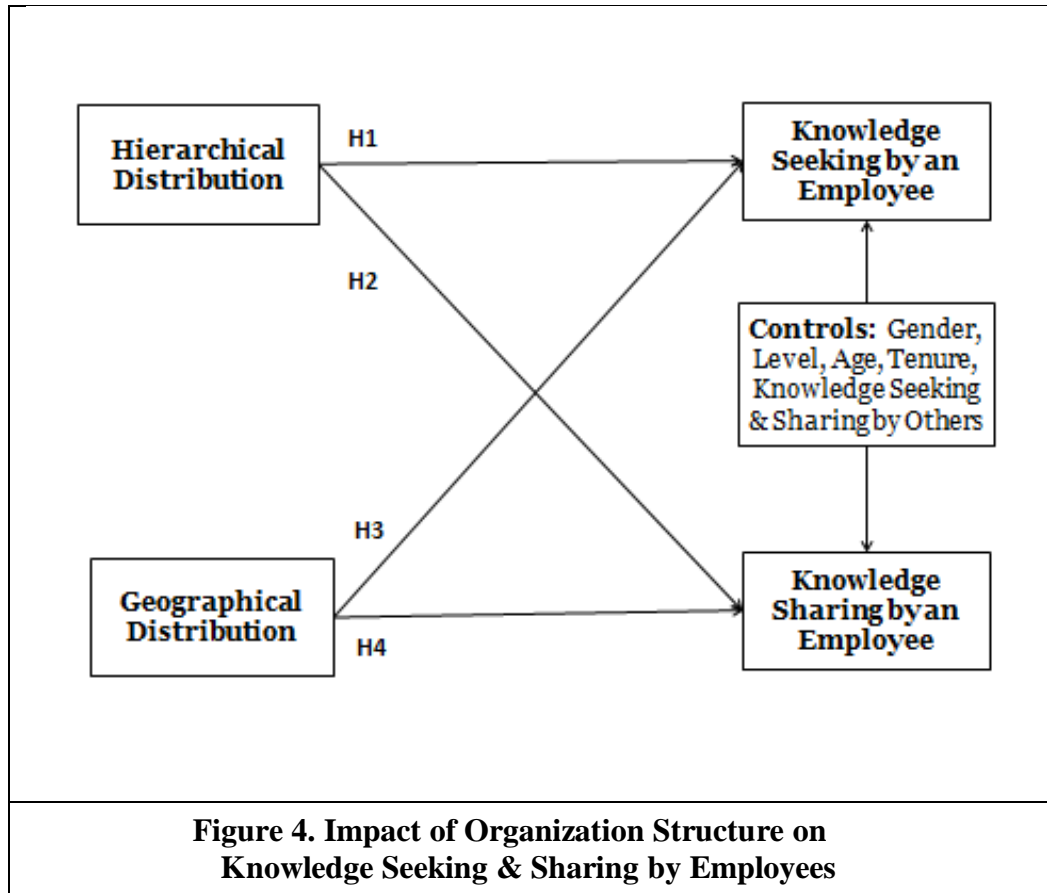 Hierarchical
Distribution
H1
Knowledge
Seeking by an
Employee
H2
Controls: Gender,
Level, Age, Tenure,
Knowledge Seeking
& Sharing by Others
H3
Geographical
Distribution
H4
Knowledge
Sharing by an
Employee
Figure 4. Impact of Organization Structure on
Knowledge Seeking & Sharing by Employees